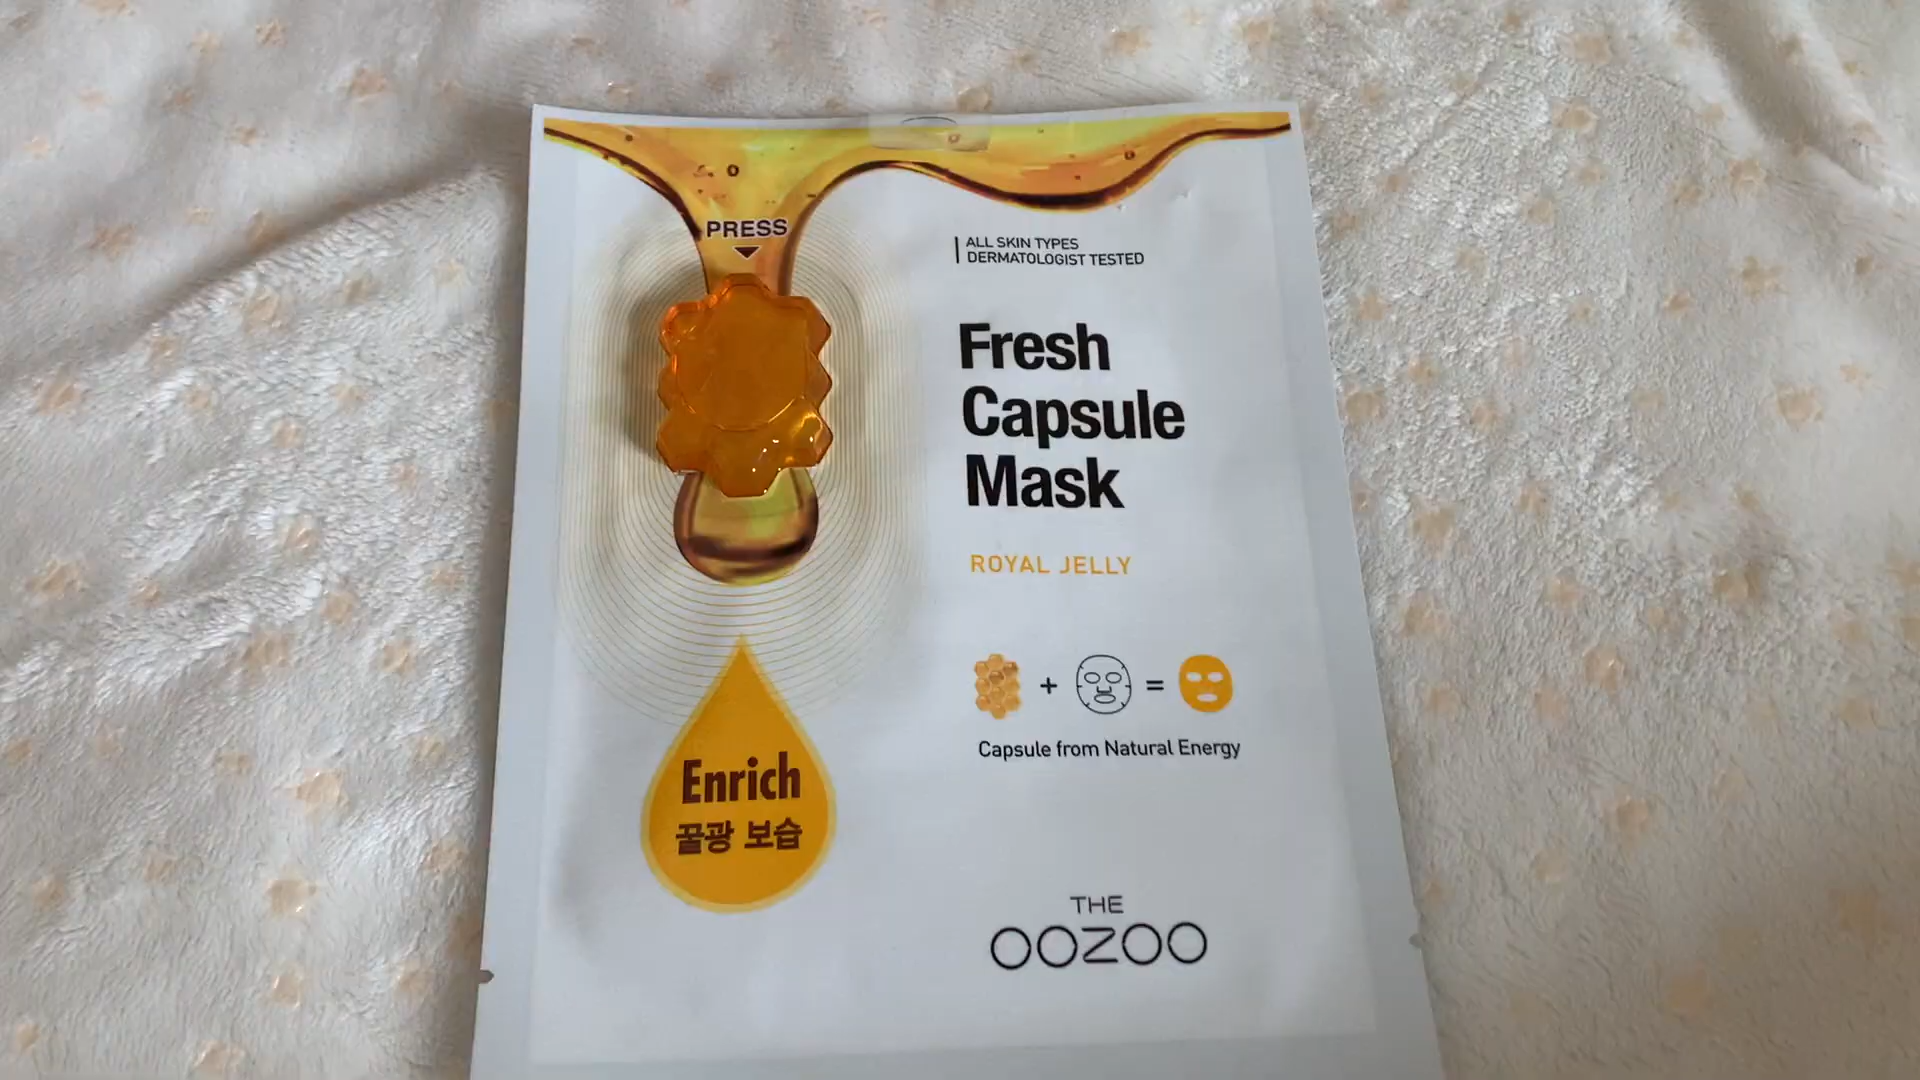 PRESS
ALL SKIN TYPES
DERMATOLOGIST TESTED
Fresh
Capsule
Mask
ROYAL JELLY
+ =
Capsule from Natural Energy
Enrich
꿀광 보습
THE
OOZOO